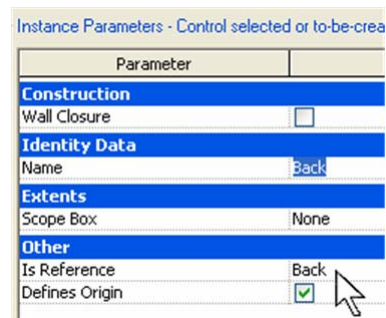 Instance Parameters - Control selected or to-be-crea
Parameter
Construction
Wall Closure
Identity Data
Name Back
Extents
Scope Box None
Other
Is Reference Back
Defines Origin